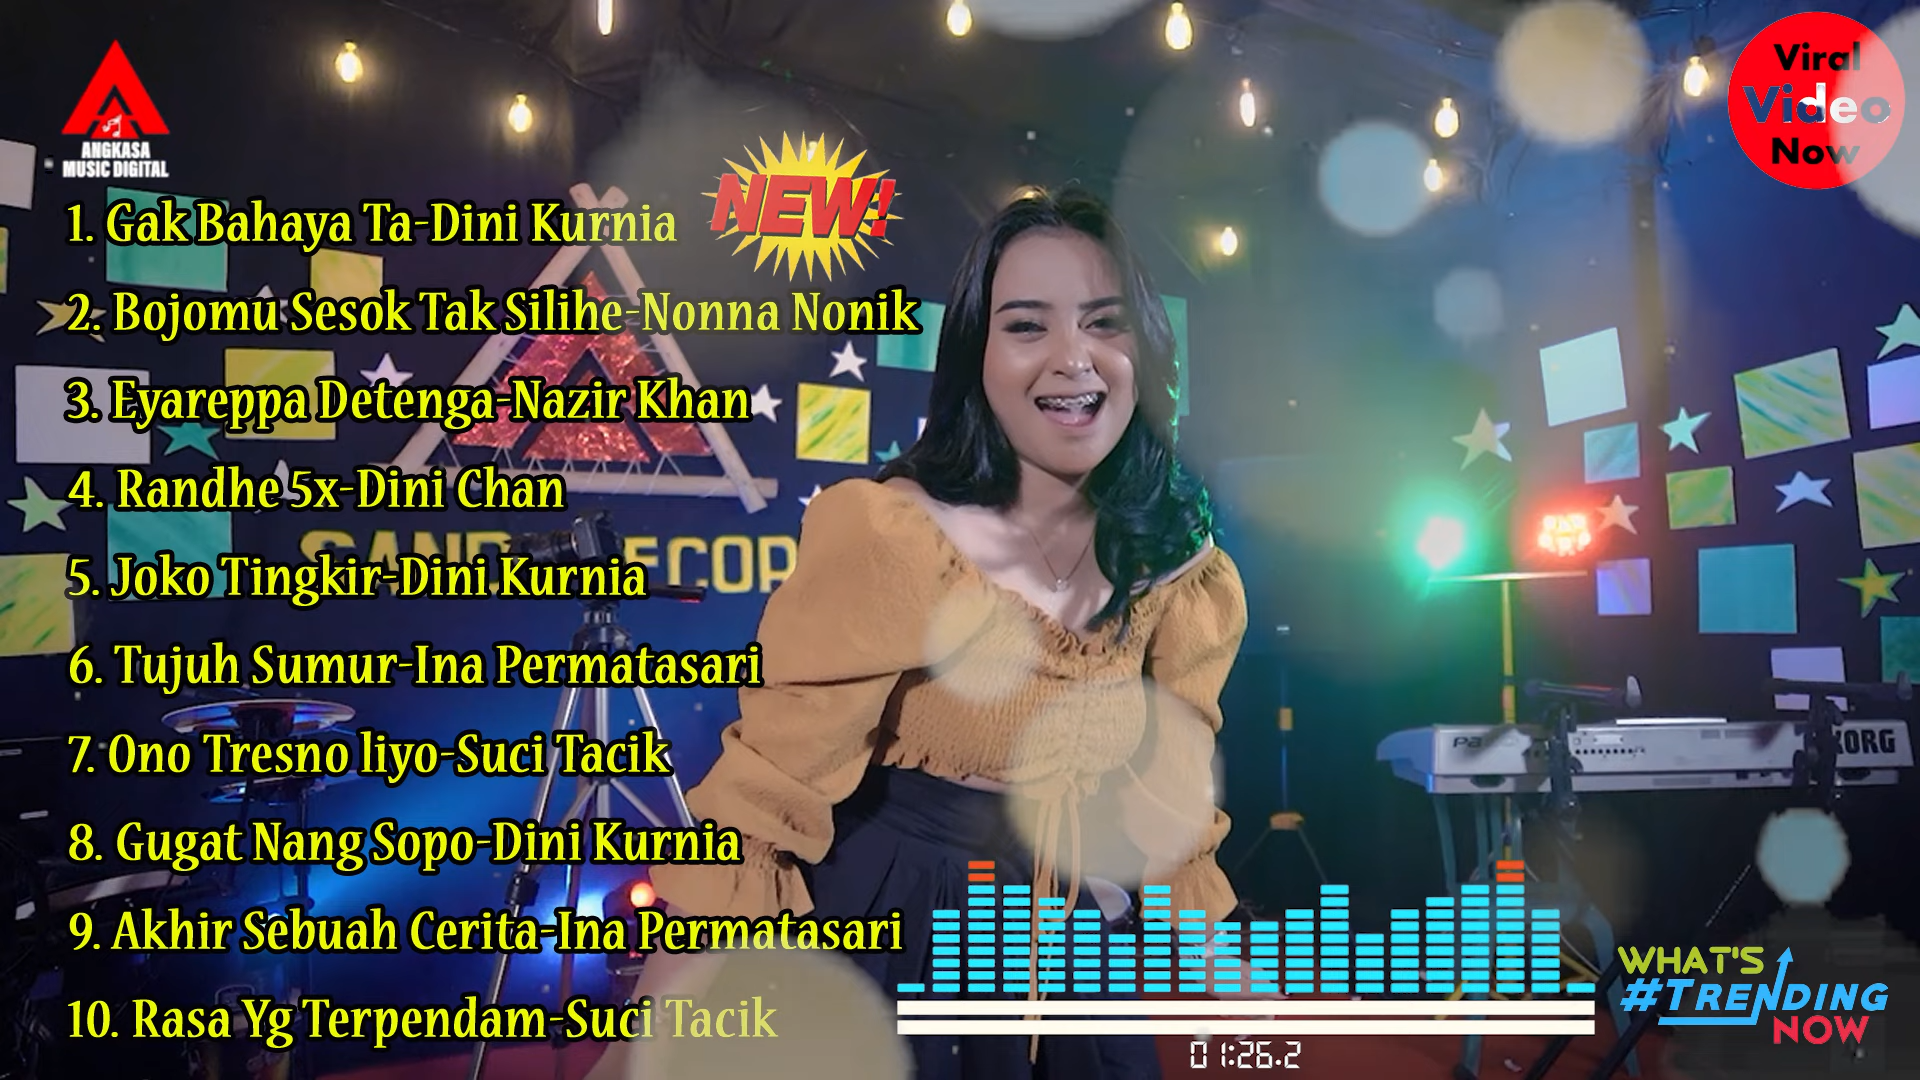 ANGKASA
MUSIC DIGITAL
Viral
Video
Now
NEW!
1. Gak Bahaya Ta-Dini Kurnia
2. Bojomu Sesok Tak Silihe-Nonna Nonik
3. Eyareppa Detenga-Nazir Khan
4. Randhe 5x-Dini Chan
5. Joko Tingkir-Dini Kurnia
6. Tujuh Sumur-Ina Permatasari
7. Ono Tresno liyo-Suci Tacik
8. Gugat Nang Sopo-Dini Kurnia
9. Akhir Sebuah Cerita-Ina Permatasari
10. Rasa Yg Terpendam-Suci Tacik
KORG
01:26.2
WHAT'S
#TRENDING
NOW